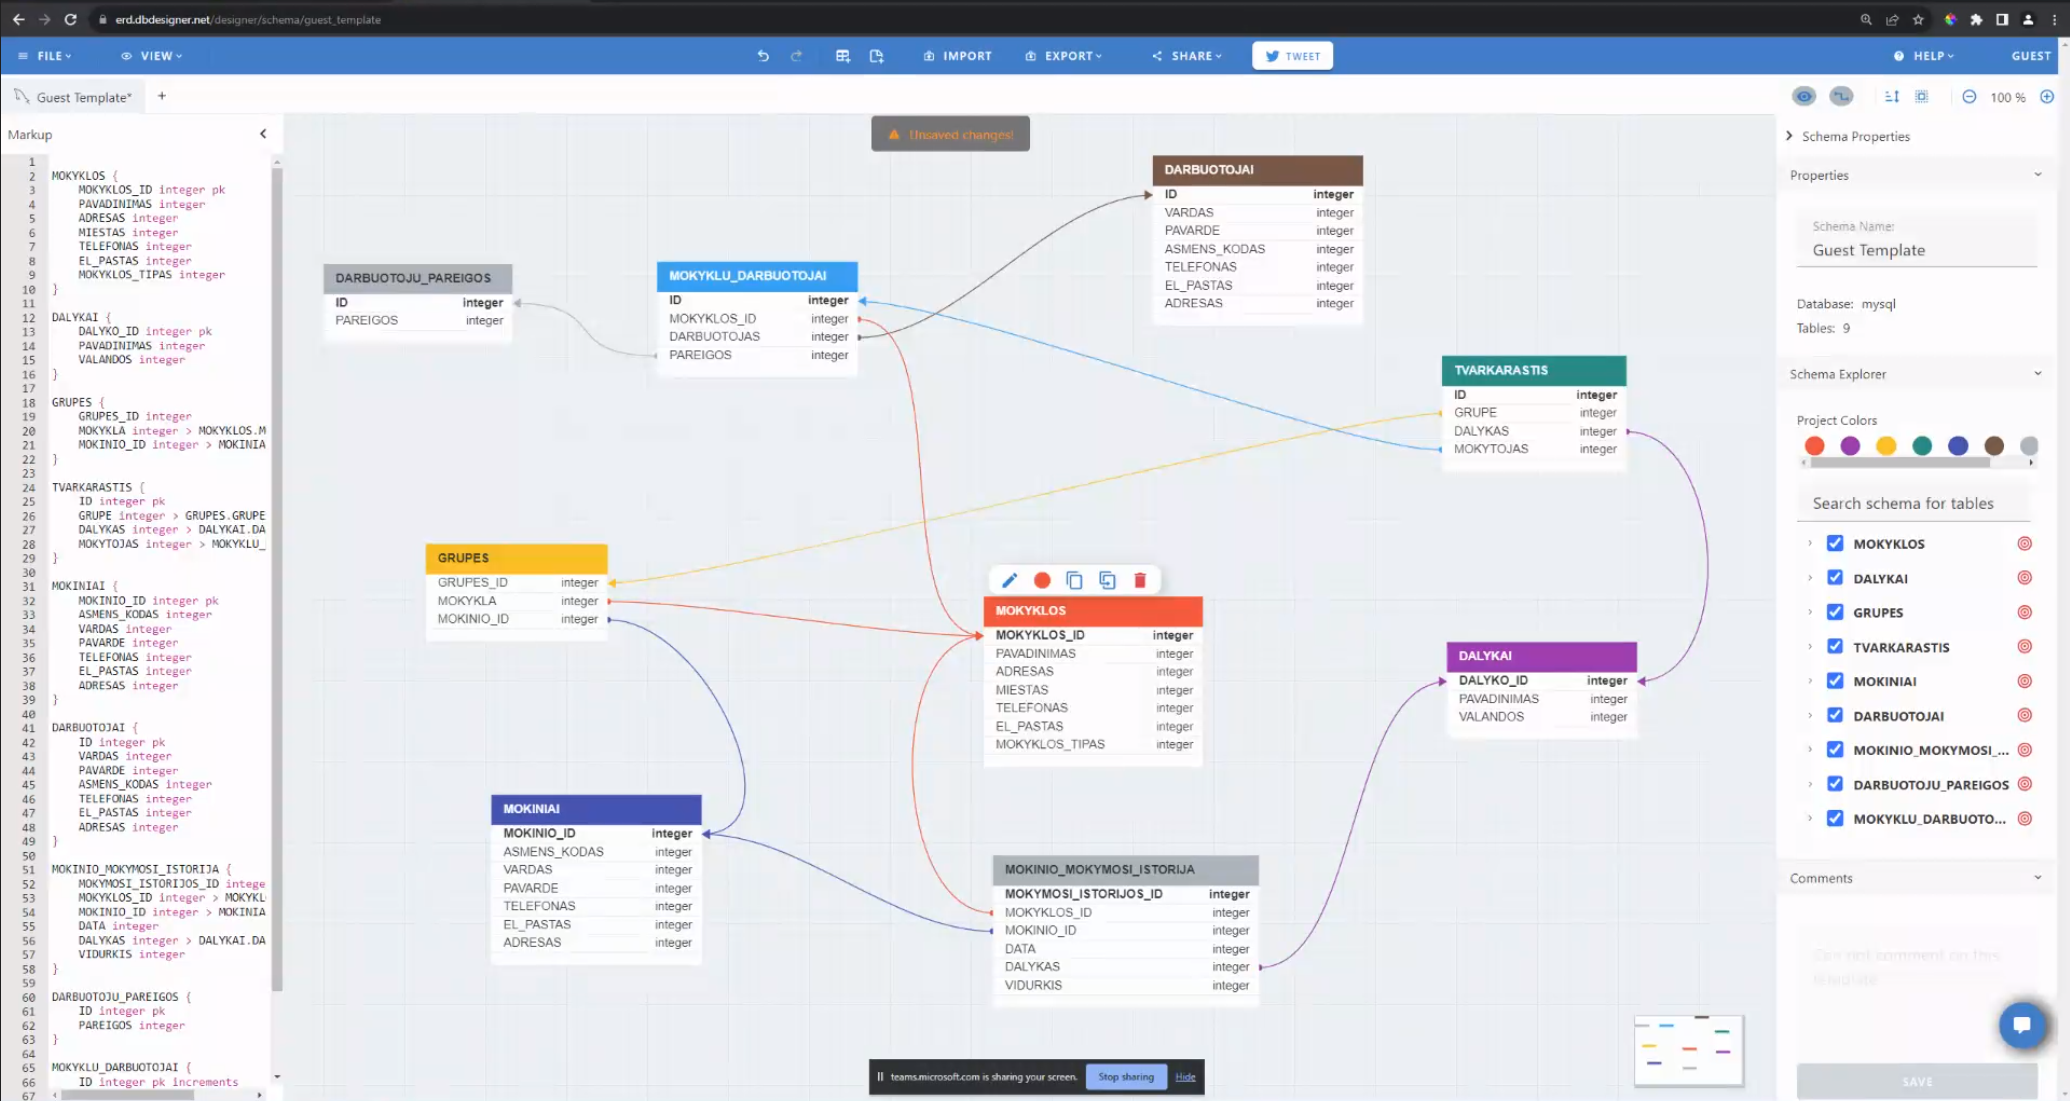 erd.dbdesigner.net/designer/schema/guest_template
FILE
VIEW
IMPORT
EXPORT
SHARE
TWEET
HELP
GUEST
Guest Template*
+
100 %
Markup
Unsaved changes!
1
2 MOKYKLOS {
3 MOKYKLOS_ID integer pk
4 PAVADINIMAS integer
5 ADRESAS integer
6 MIESTAS integer
7 TELEFONAS integer
8 EL_PASTAS integer
9 MOKYKLOS_TIPAS integer
10 }
11
12 DALYKAI {
13 DALYKO_ID integer pk
14 PAVADINIMAS integer
15 VALANDOS integer
16 }
17
18 GRUPES {
19 GRUPES_ID integer
20 MOKYKLA integer > MOKYKLOS.M
21 MOKINIO_ID integer > MOKINIA
22 }
23
24 TVARKARASTIS {
25 ID integer pk
26 GRUPE integer > GRUPES.GRUPE
27 DALYKAS integer > DALYKAI.DA
28 MOKYTOJAS integer > MOKYKLU_
29 }
30
31 MOKINIAI {
32 MOKINIO_ID integer pk
33 ASMENS_KODAS integer
34 VARDAS integer
35 PAVARDE integer
36 TELEFONAS integer
37 EL_PASTAS integer
38 ADRESAS integer
39 }
40
41 DARBUOTOJAI {
42 ID integer pk
43 VARDAS integer
44 PAVARDE integer
45 ASMENS_KODAS integer
46 TELEFONAS integer
47 EL_PASTAS integer
48 ADRESAS integer
49 }
50
51 MOKINIO_MOKYMOSI_ISTORIJA {
52 MOKYMOSI_ISTORIJOS_ID intege
53 MOKYKLOS_ID integer > MOKYKL
54 MOKINIO_ID integer > MOKINIA
55 DATA integer
56 DALYKAS integer > DALYKAI.DA
57 VIDURKIS integer
58 }
59
60 DARBUOTOJU_PAREIGOS {
61 ID integer pk
62 PAREIGOS integer
63 }
64
65 MOKYKLU_DARBUOTOJAI {
66 ID integer pk increments
67
DARBUOTOJU_PAREIGOS
ID integer
PAREIGOS integer
MOKYKLU_DARBUOTOJAI
ID integer
MOKYKLOS_ID integer
DARBUOTOJAS integer
PAREIGOS integer
DARBUOTOJAI
ID integer
VARDAS integer
PAVARDE integer
ASMENS_KODAS integer
TELEFONAS integer
EL_PASTAS integer
ADRESAS integer
TVARKARASTIS
ID integer
GRUPE integer
DALYKAS integer
MOKYTOJAS integer
GRUPES
GRUPES_ID integer
MOKYKLA integer
MOKINIO_ID integer
MOKYKLOS
MOKYKLOS_ID integer
PAVADINIMAS integer
ADRESAS integer
MIESTAS integer
TELEFONAS integer
EL_PASTAS integer
MOKYKLOS_TIPAS integer
DALYKAI
DALYKO_ID integer
PAVADINIMAS integer
VALANDOS integer
MOKINIAI
MOKINIO_ID integer
ASMENS_KODAS integer
VARDAS integer
PAVARDE integer
TELEFONAS integer
EL_PASTAS integer
ADRESAS integer
MOKINIO_MOKYMOSI_ISTORIJA
MOKYMOSI_ISTORIJOS_ID integer
MOKYKLOS_ID integer
MOKINIO_ID integer
DATA integer
DALYKAS integer
VIDURKIS integer
teams.microsoft.com is sharing your screen. Stop sharing Hide
Schema Properties
Properties
Schema Name:
Guest Template
Database: mysql
Tables: 9
Schema Explorer
Project Colors
Search schema for tables
MOKYKLOS
DALYKAI
GRUPES
TVARKARASTIS
MOKINIAI
DARBUOTOJAI
MOKINIO_MOKYMOSI_...
DARBUOTOJU_PAREIGOS
MOKYKLU_DARBUOTO...
Comments
Can not comment on this
template
SAVE